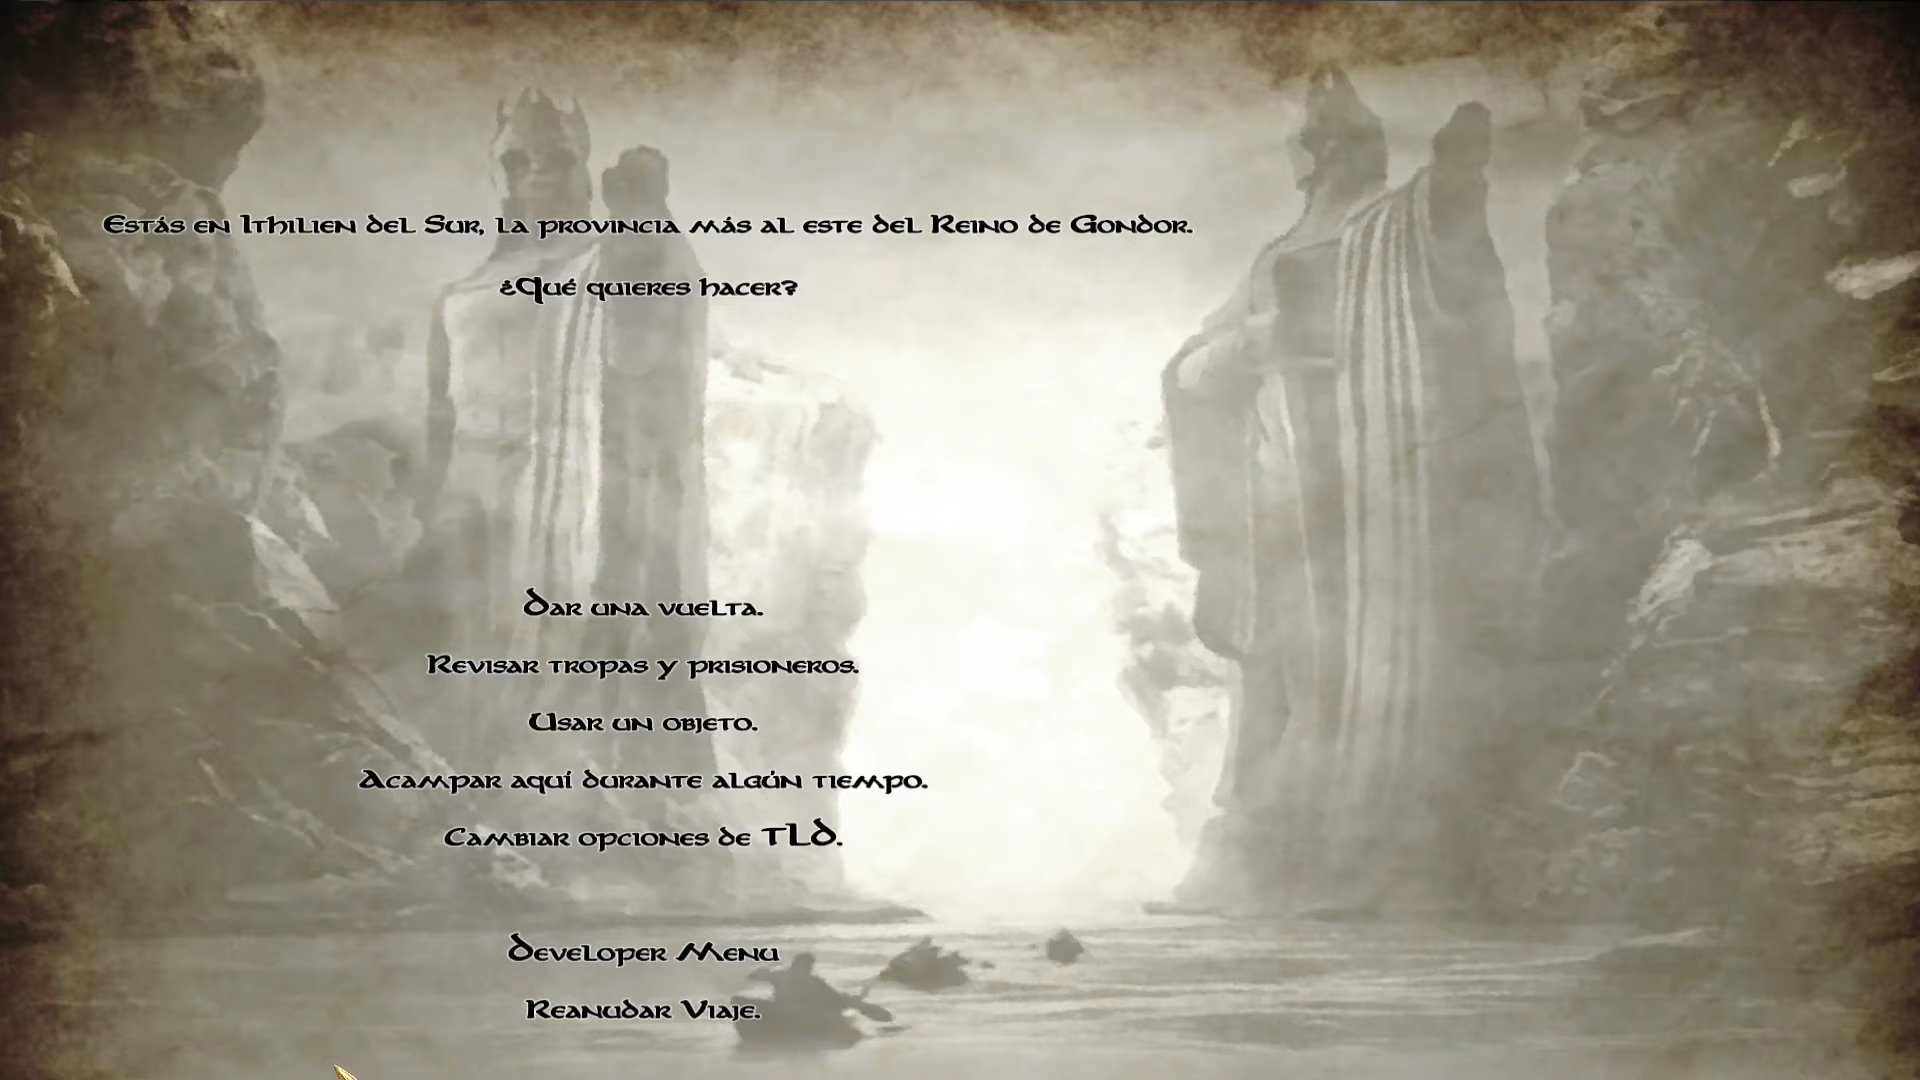 Estás en Ithilien del Sur, la provincia más al este del Reino de Gondor.
¿Qué quieres hacer?
Dar una vuelta.
Revisar tropas y prisioneros.
Usar un objeto.
Acampar aquí durante algún tiempo.
Cambiar opciones de TLD.
Developer Menu
Reanudar Viaje.